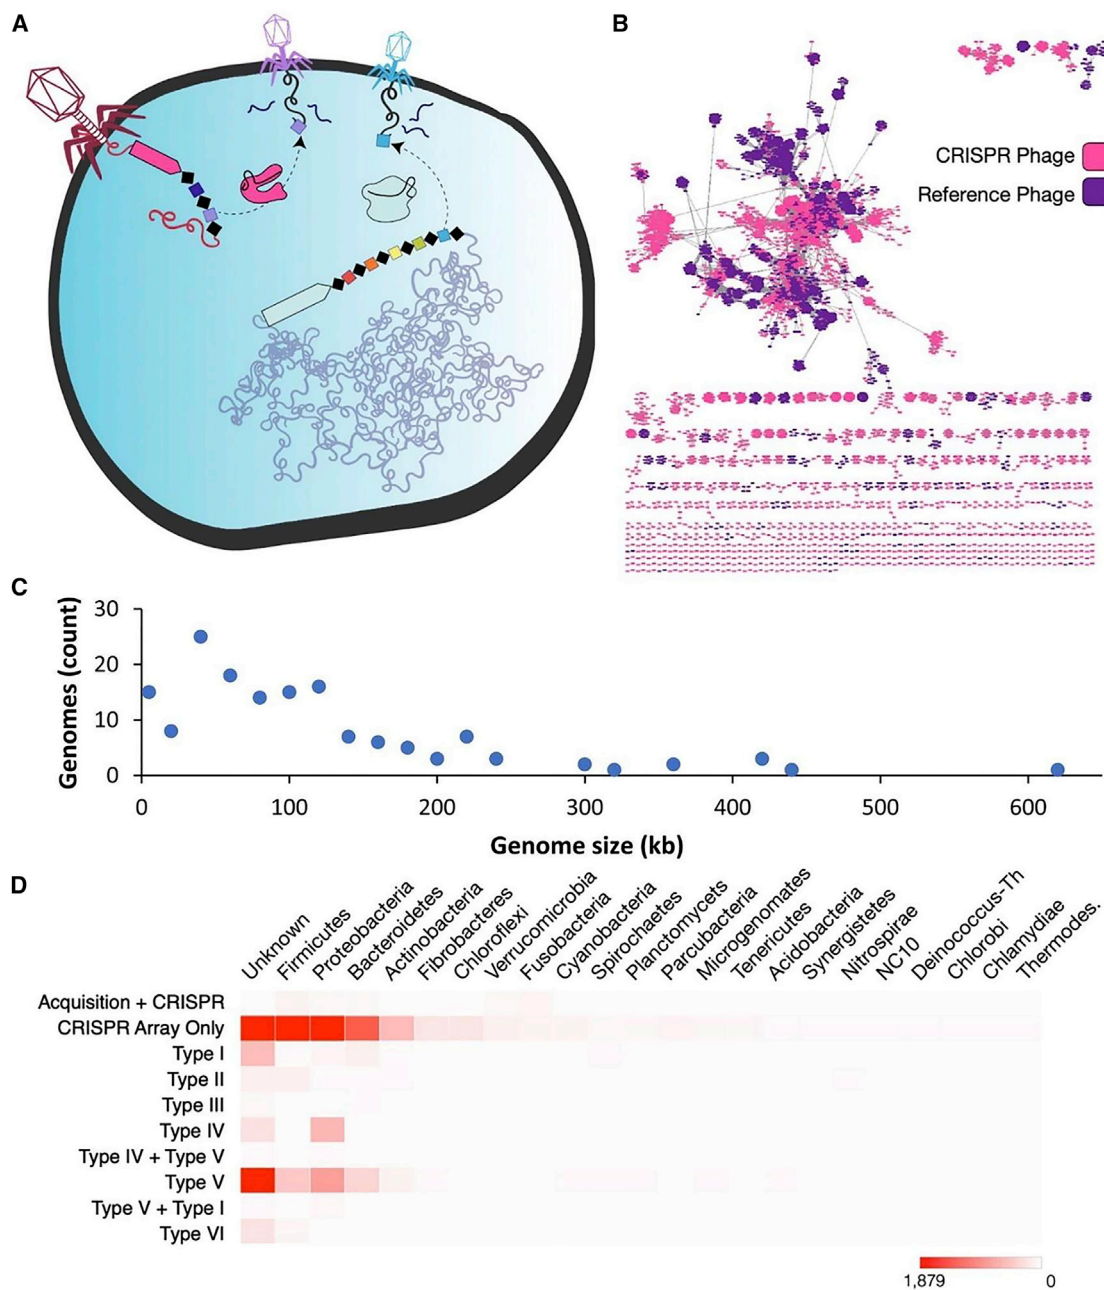 A
B
CRISPR Phage
Reference Phage
C
Genomes (count)
30
20
10
0
0 100 200 300 400 500 600
Genome size (kb)
D
Unknown
Firmicutes
Proteobacteria
Bacteroidetes
Actinobacteria
Fibrobacteres
Chloroflexi
Verrucomicrobia
Fusobacteria
Cyanobacteria
Spirochaetes
Planctomycets
Parcubacteria
Microgenomates
Tenericutes
Acidobacteria
Synergistetes
Nitrospirae
NC10
Deinococcus-Th
Chlorobi
Chlamydiae
Thermodes.
Acquisition + CRISPR
CRISPR Array Only
Type I
Type II
Type III
Type IV
Type IV + Type V
Type V
Type V + Type I
Type VI
1,879 0